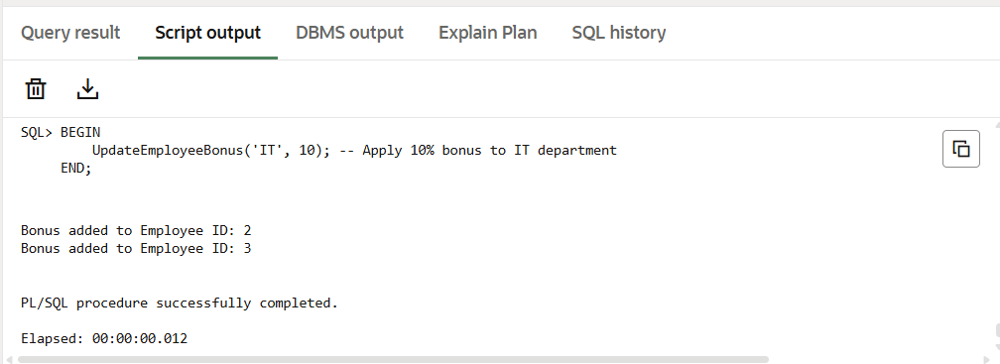 Query result Script output DBMS output Explain Plan SQL history
SQL> BEGIN
UpdateEmployeeBonus('IT', 10); -- Apply 10% bonus to IT department
END;
Bonus added to Employee ID: 2
Bonus added to Employee ID: 3
PL/SQL procedure successfully completed.
Elapsed: 00:00:00.012